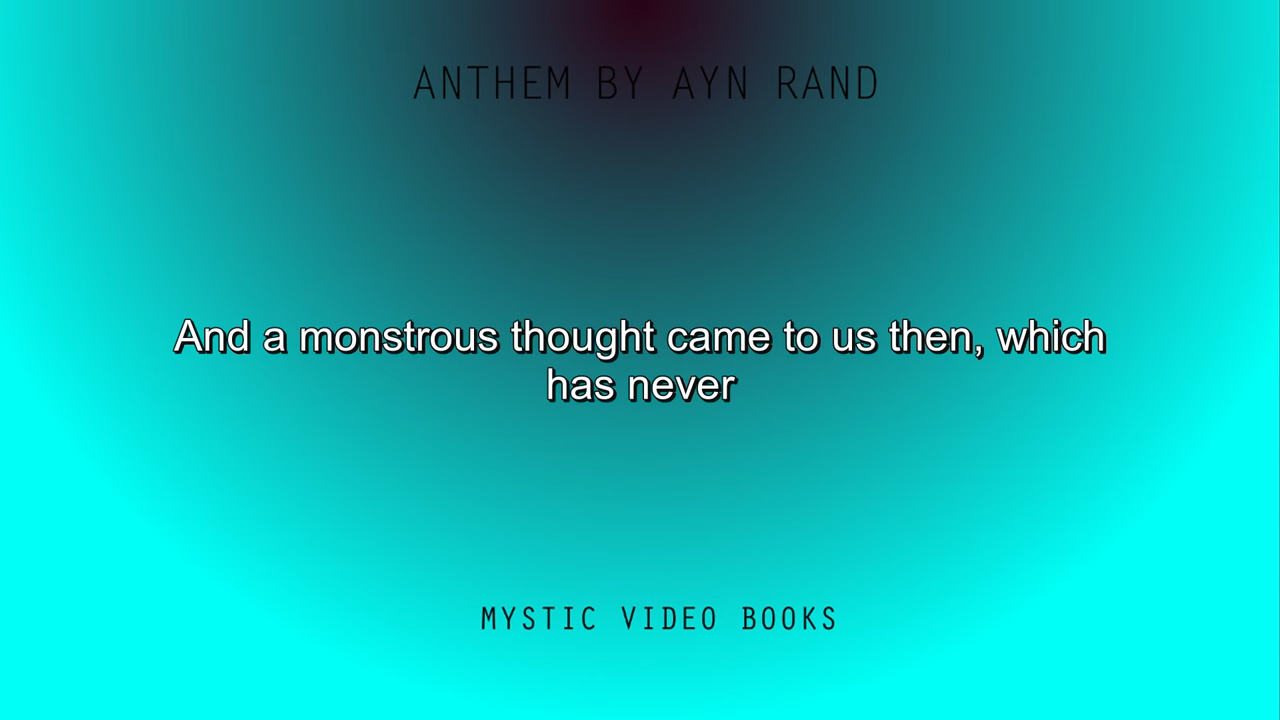 ANTHEM BY AYN RAND
And a monstrous thought came to us then, which
has never
MYSTIC VIDEO BOOKS